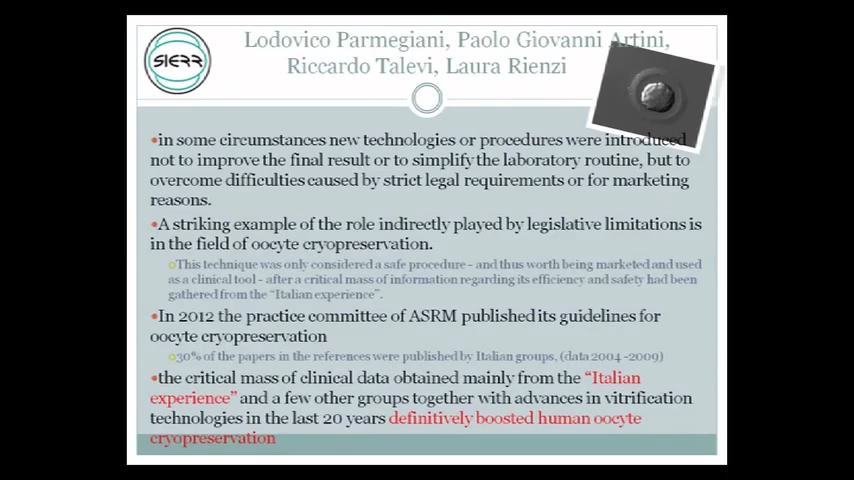 SIERR
Lodovico Parmegiani, Paolo Giovanni Artini,
Riccardo Talevi, Laura Rienzi
•in some circumstances new technologies or procedures were introduced
not to improve the final result or to simplify the laboratory routine, but to
overcome difficulties caused by strict legal requirements or for marketing
reasons.
•A striking example of the role indirectly played by legislative limitations is
in the field of oocyte cryopreservation.
oThis technique was only considered a safe procedure - and thus worth being marketed and used
as a clinical tool - after a critical mass of information regarding its efficiency and safety had been
gathered from the “Italian experience”.
•In 2012 the practice committee of ASRM published its guidelines for
oocyte cryopreservation
o30% of the papers in the references were published by Italian groups, (data 2004 -2009)
•the critical mass of clinical data obtained mainly from the “Italian
experience” and a few other groups together with advances in vitrification
technologies in the last 20 years definitively boosted human oocyte
cryopreservation